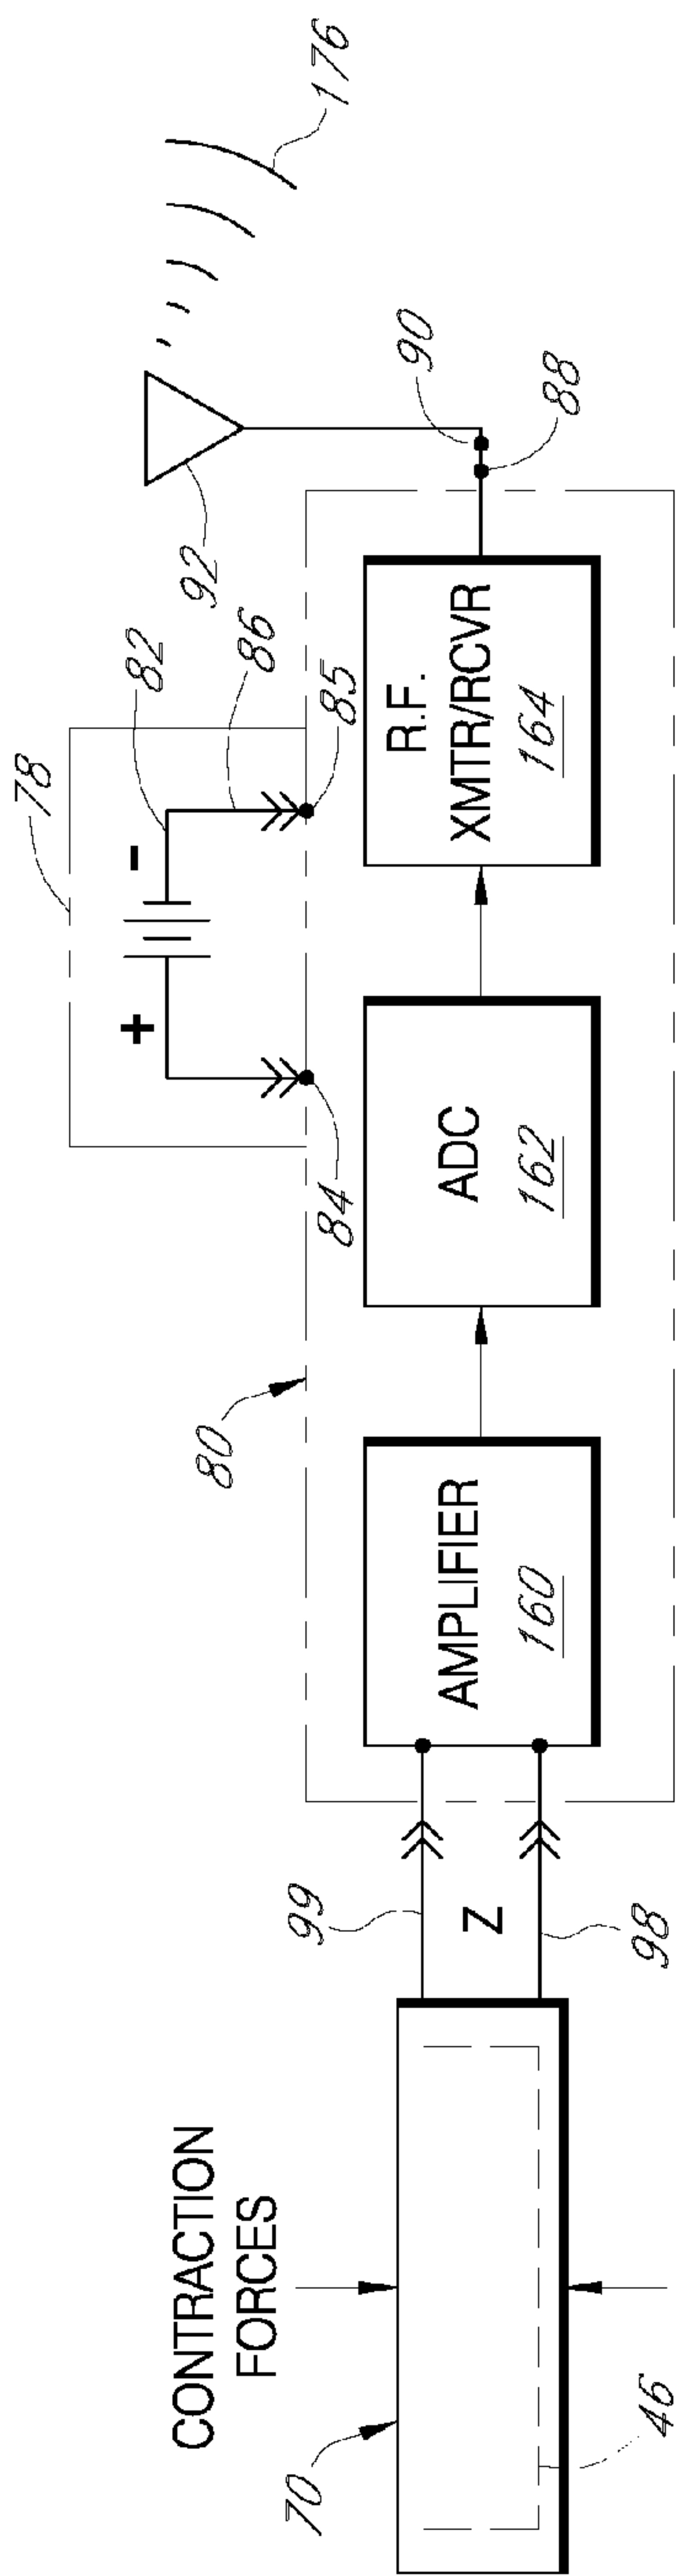 CONTRACTION
FORCES
70
46
99
Z
98
80
AMPLIFIER
160
ADC
162
R.F.
XMTR/RCVR
164
78
+
-
82
86
84
85
92
90
88
176